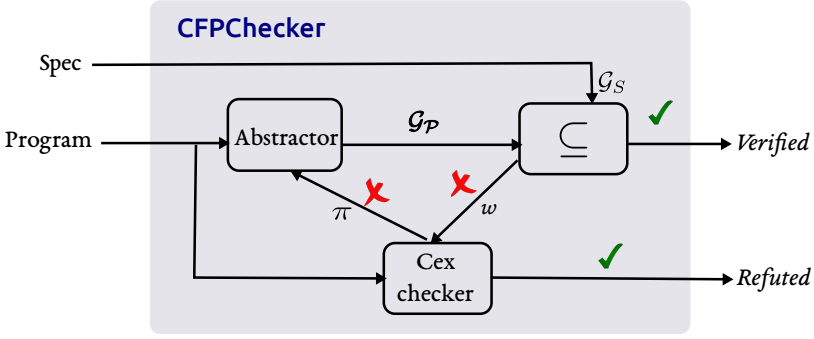 CFPChecker
Spec
𝒢_S
Program
Abstractor
𝒢_𝒫
⊆
Verified
π
w
Cex
checker
Refuted